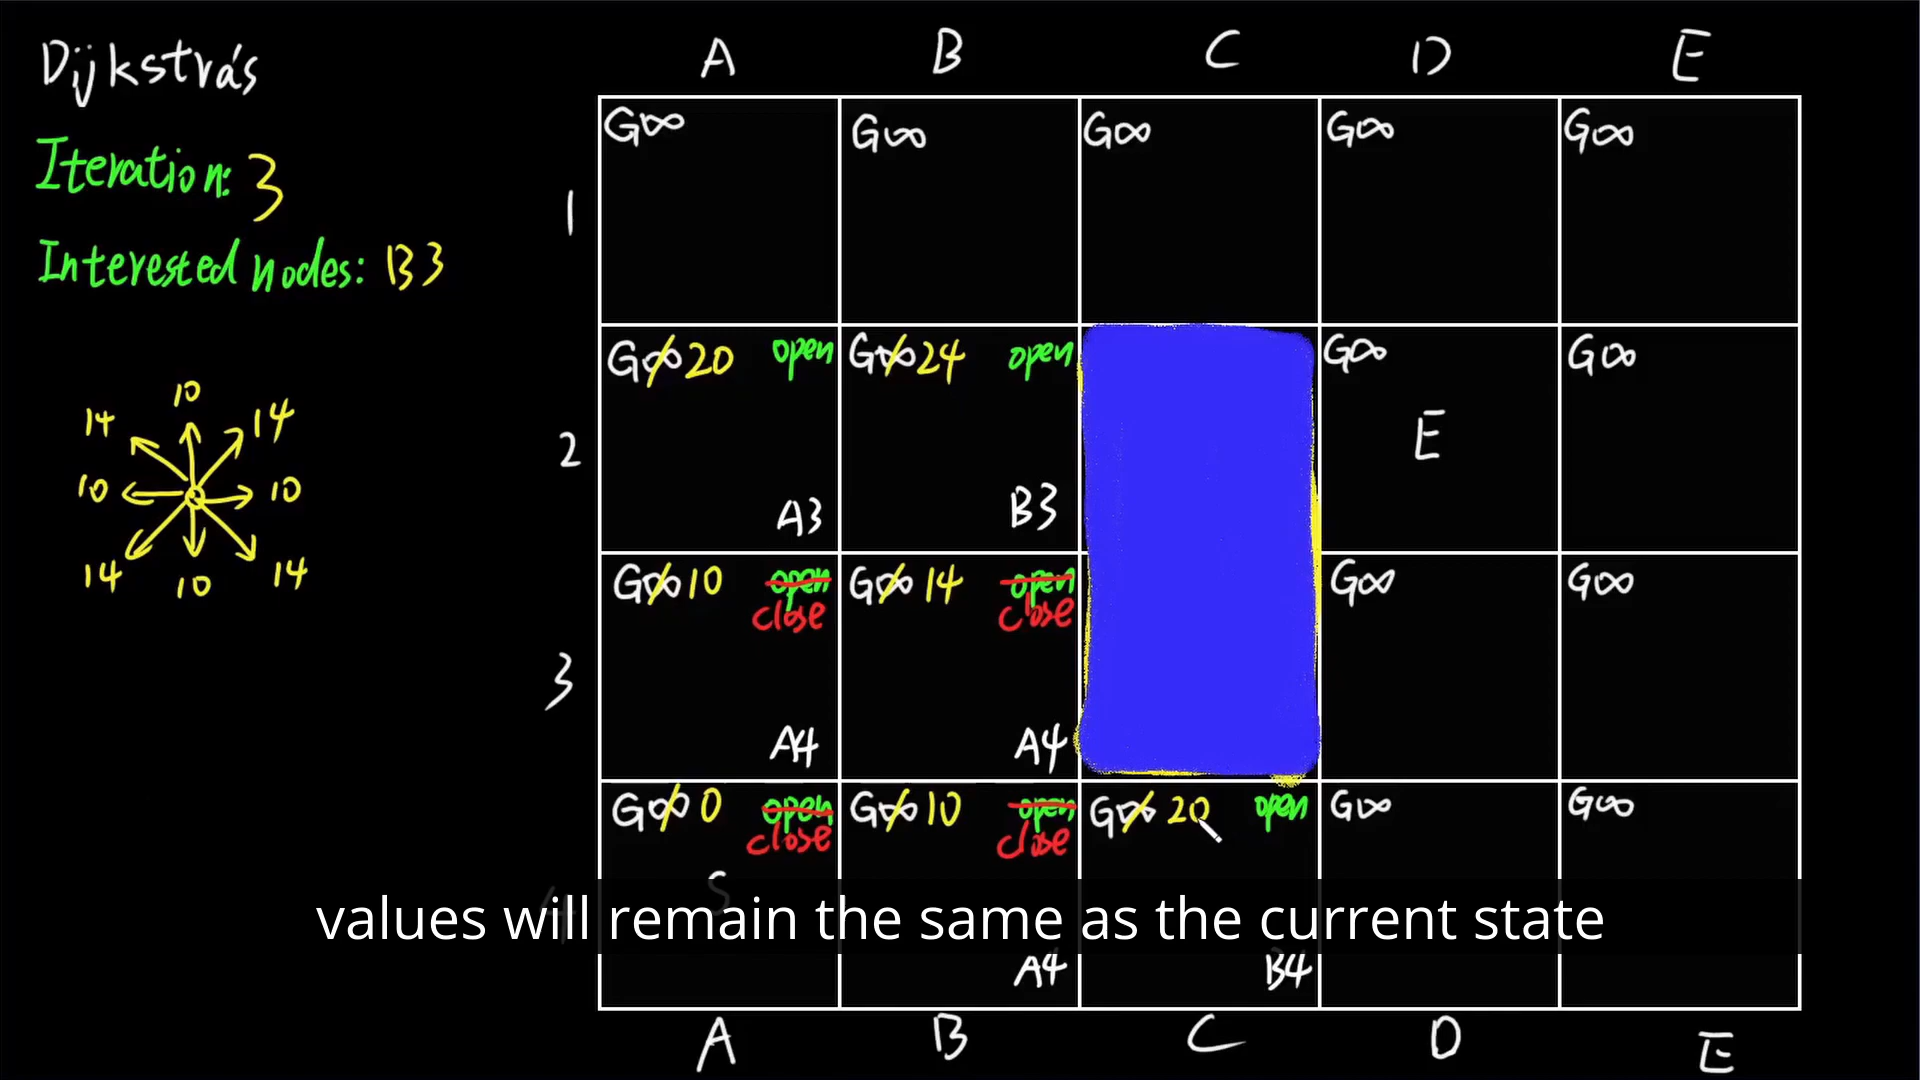 Dijkstra's
Iteration: 3
Interested nodes: B3
10
14 14
10 10
14 14
10
A B C D E
1 G∞ G∞ G∞ G∞ G∞
2 G∞ 20 open G∞ 24 open G∞ G∞
E
A3 B3
3 G∞ 10 open G∞ 14 open G∞ G∞
close close
A4 A4
G∞ 0 open G∞ 10 open G∞ 20 open G∞ G∞
close close
4 S
values will remain the same as the current state
A4 B4
A B C D E